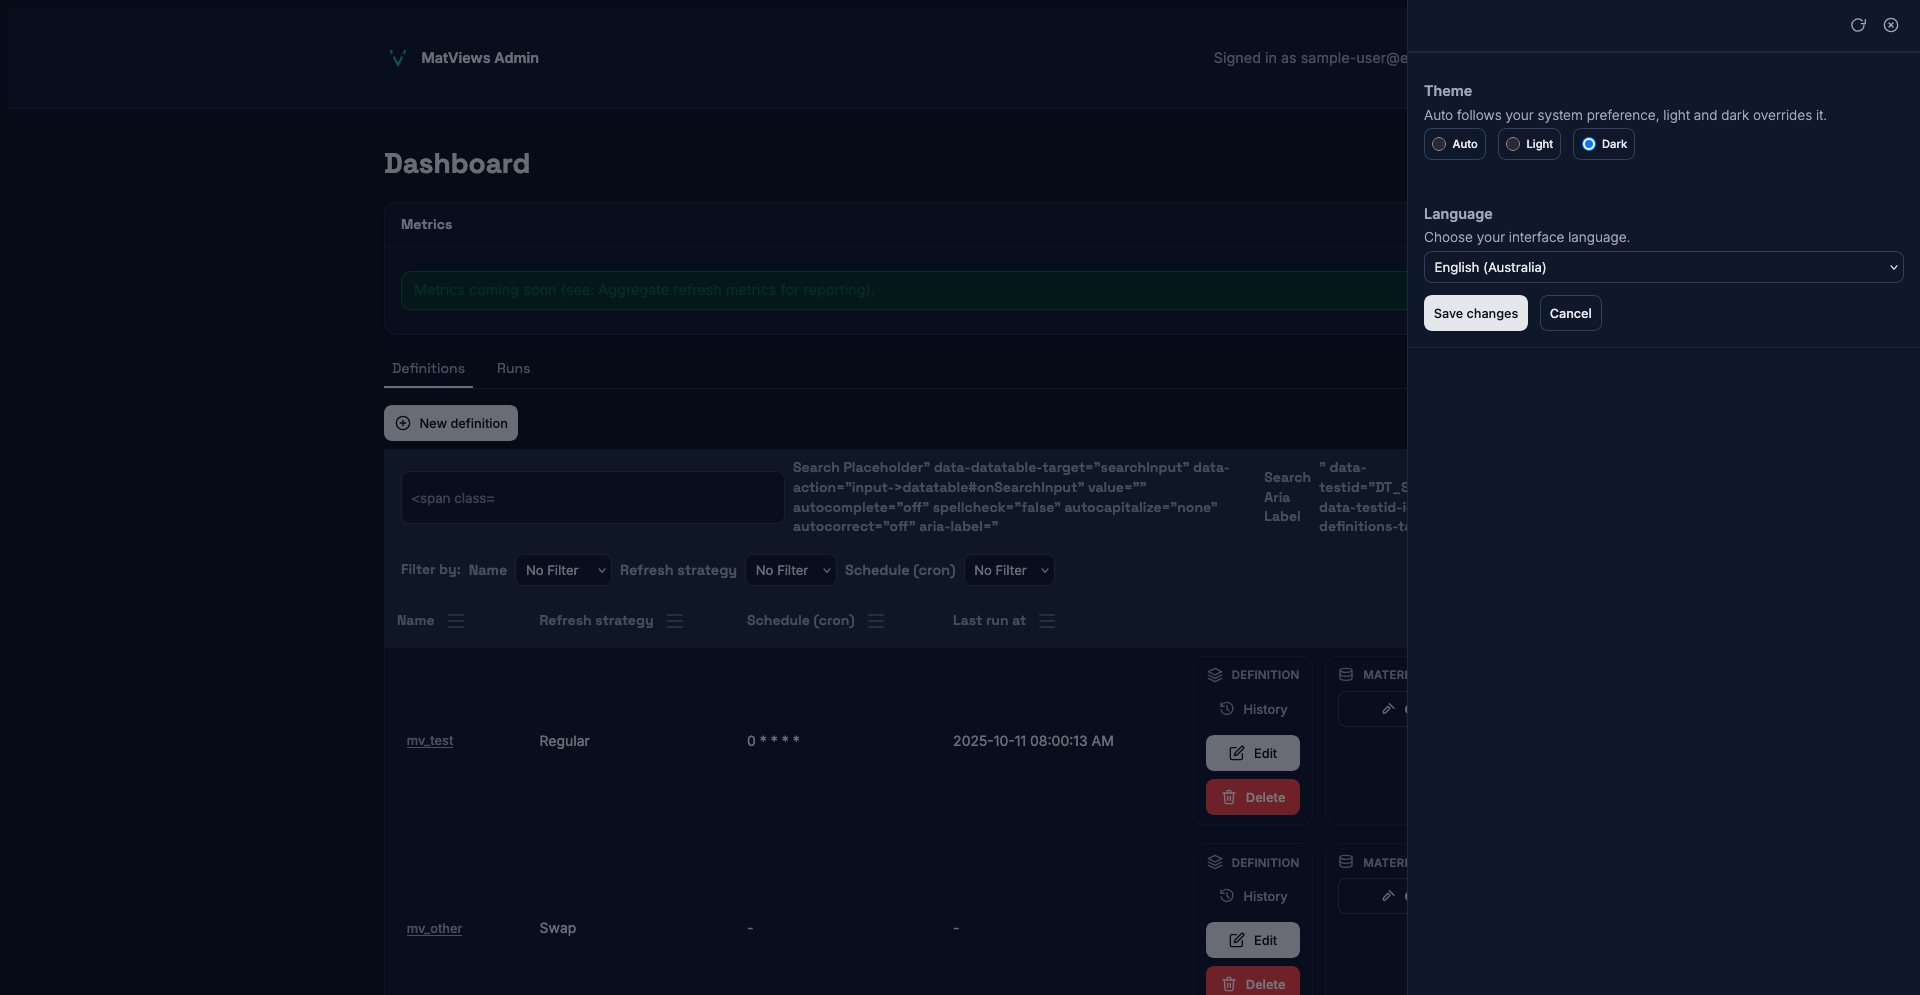 MatViews Admin
Signed in as sample-user@e
Dashboard
Metrics
Metrics coming soon (see: Aggregate refresh metrics for reporting).
Definitions
Runs
New definition
<span class=
Search Placeholder" data-datatable-target="searchInput" data-
action="input->datatable#onSearchInput" value=""
autocomplete="off" spellcheck="false" autocapitalize="none"
autocorrect="off" aria-label="
Search
Aria
Label
" data-
testid="DT_S
data-testid-i
definitions-ta
Filter by:
Name
No Filter
Refresh strategy
No Filter
Schedule (cron)
No Filter
Name
Refresh strategy
Schedule (cron)
Last run at
mv_test
Regular
0 * * * *
2025-10-11 08:00:13 AM
DEFINITION
History
Edit
Delete
MATERI
mv_other
Swap
-
-
DEFINITION
History
Edit
Delete
MATERI
Theme
Auto follows your system preference, light and dark overrides it.
Auto
Light
Dark
Language
Choose your interface language.
English (Australia)
Save changes
Cancel